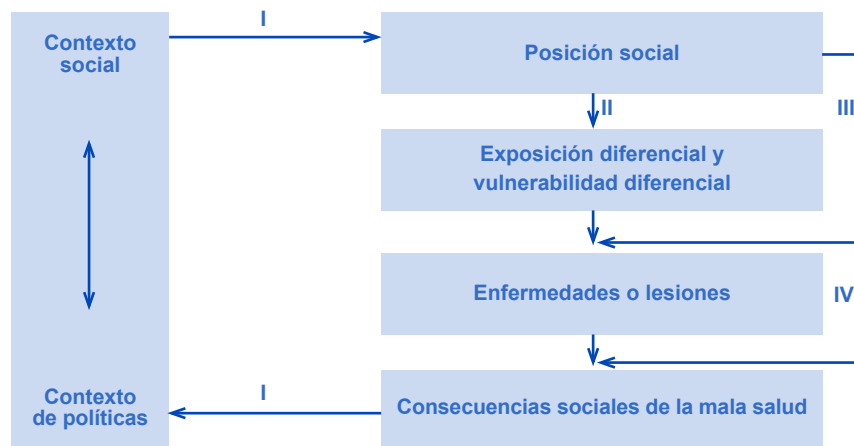 Contexto
social
I
Posición social
II
III
Exposición diferencial y
vulnerabilidad diferencial
Enfermedades o lesiones
IV
Contexto
de políticas
I
Consecuencias sociales de la mala salud